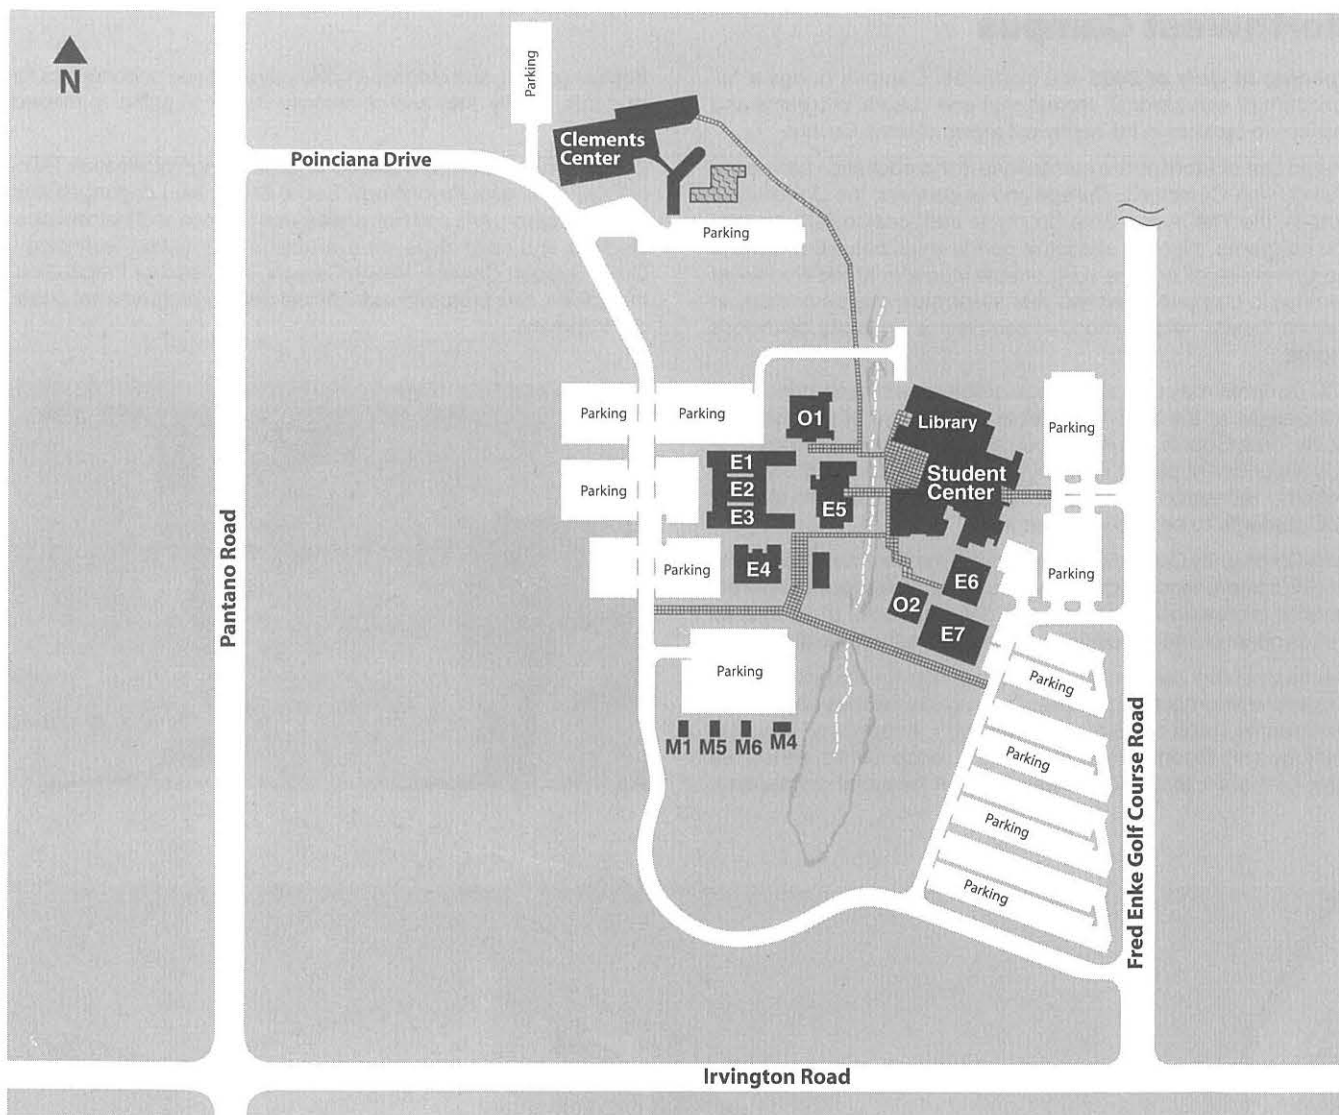 N
Parking
Clements
Center
Poinciana Drive
Parking
Parking
Parking
O1
Library
Parking
E1
E2
E3
Parking
E5
Student
Center
Pantano Road
Parking
E4
E6
Parking
O2
E7
Parking
Parking
M1
M5
M6
M4
Parking
Parking
Parking
Fred Enke Golf Course Road
Irvington Road